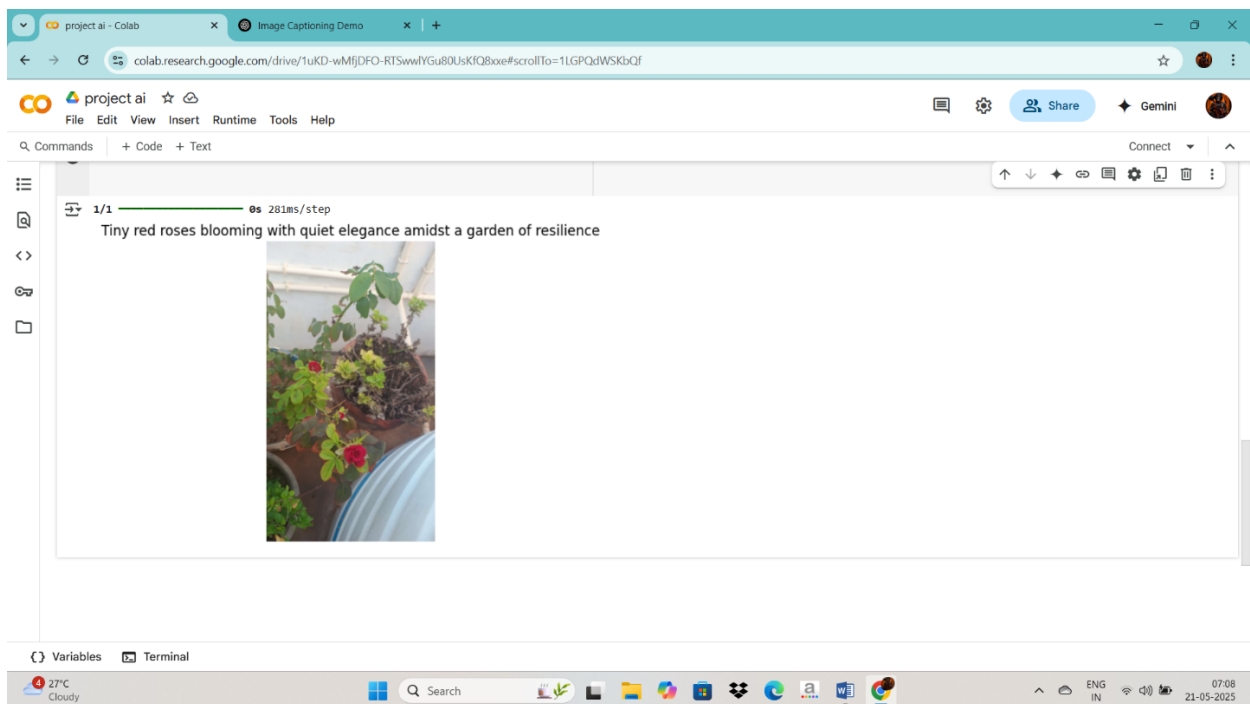 project ai - Colab
Image Captioning Demo
colab.research.google.com/drive/1uKD-wMfjDFO-RTSwwlYGu80UsKfQ8xxe#scrollTo=1LGPQdWSKbQf
CO
project ai
File Edit View Insert Runtime Tools Help
Share
Gemini
Commands + Code + Text
Connect
1/1 0s 281ms/step
Tiny red roses blooming with quiet elegance amidst a garden of resilience
Variables Terminal
4
27°C
Cloudy
Search
a
W
ENG
IN
07:08
21-05-2025